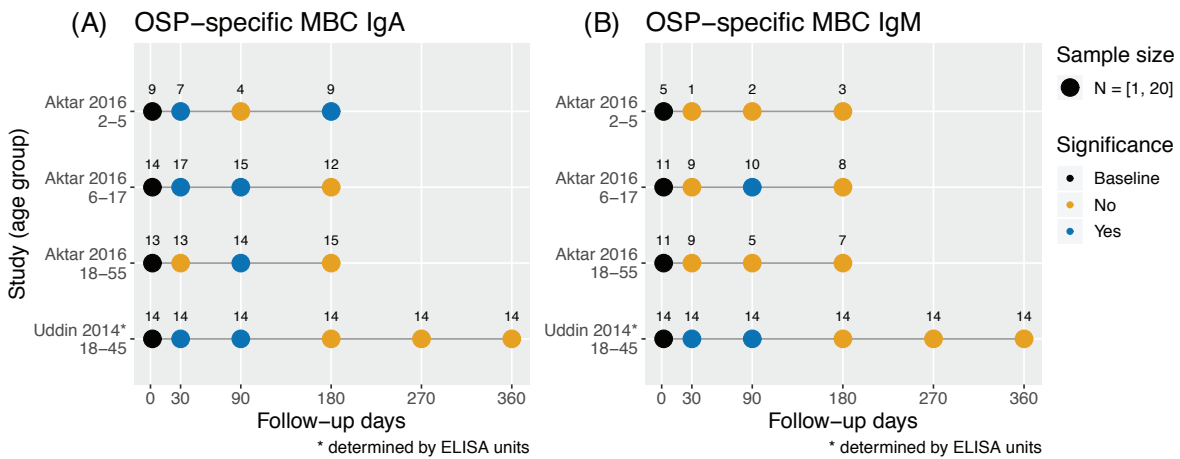 (A) OSP−specific MBC IgA
(B) OSP−specific MBC IgM
Study (age group)
Aktar 2016
2−5
9 7 4 9
Aktar 2016
6−17
14 17 15 12
Aktar 2016
18−55
13 13 14 15
Uddin 2014*
18−45
14 14 14 14 14 14
0 30 90 180 270 360
Follow−up days
* determined by ELISA units
Aktar 2016
2−5
5 1 2 3
Aktar 2016
6−17
11 9 10 8
Aktar 2016
18−55
11 9 5 7
Uddin 2014*
18−45
14 14 14 14 14 14
0 30 90 180 270 360
Follow−up days
* determined by ELISA units
Sample size
N = [1, 20]
Significance
Baseline
No
Yes